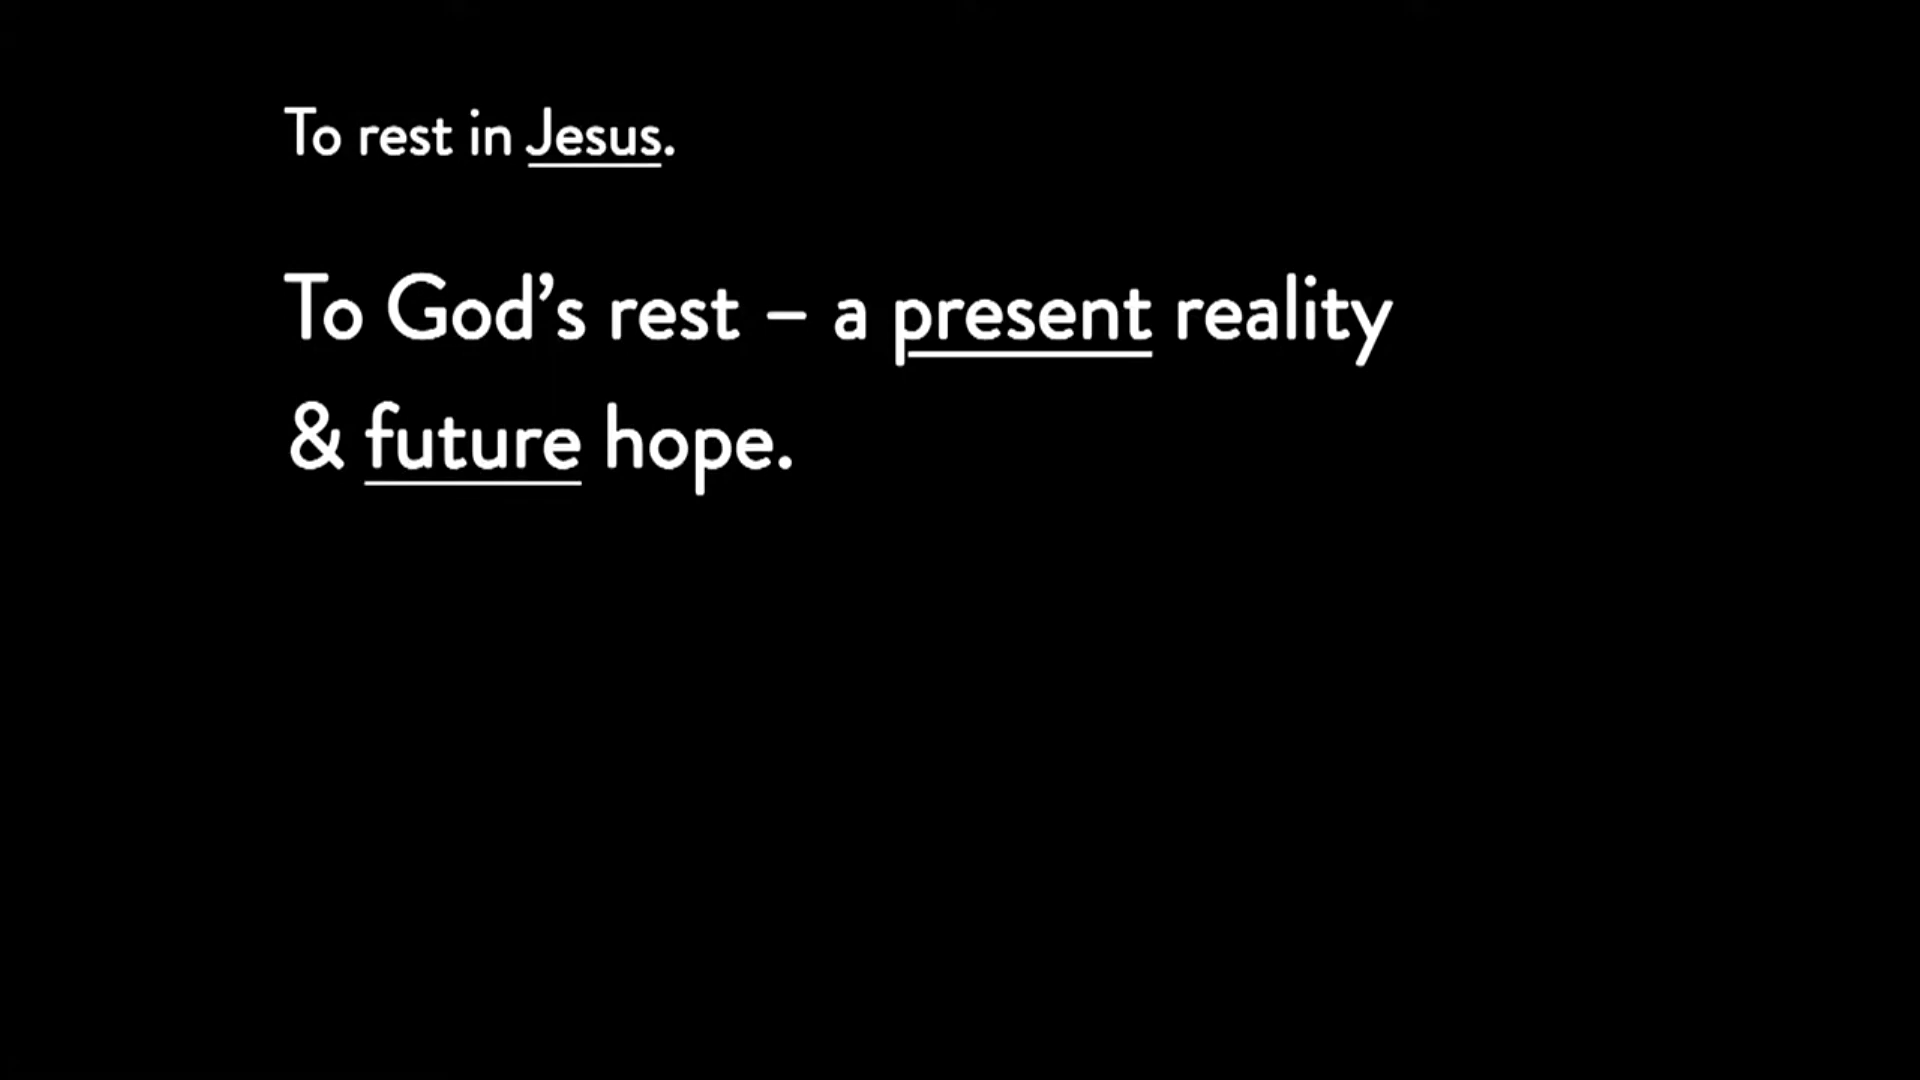 To rest in Jesus.
To God’s rest – a present reality
& future hope.